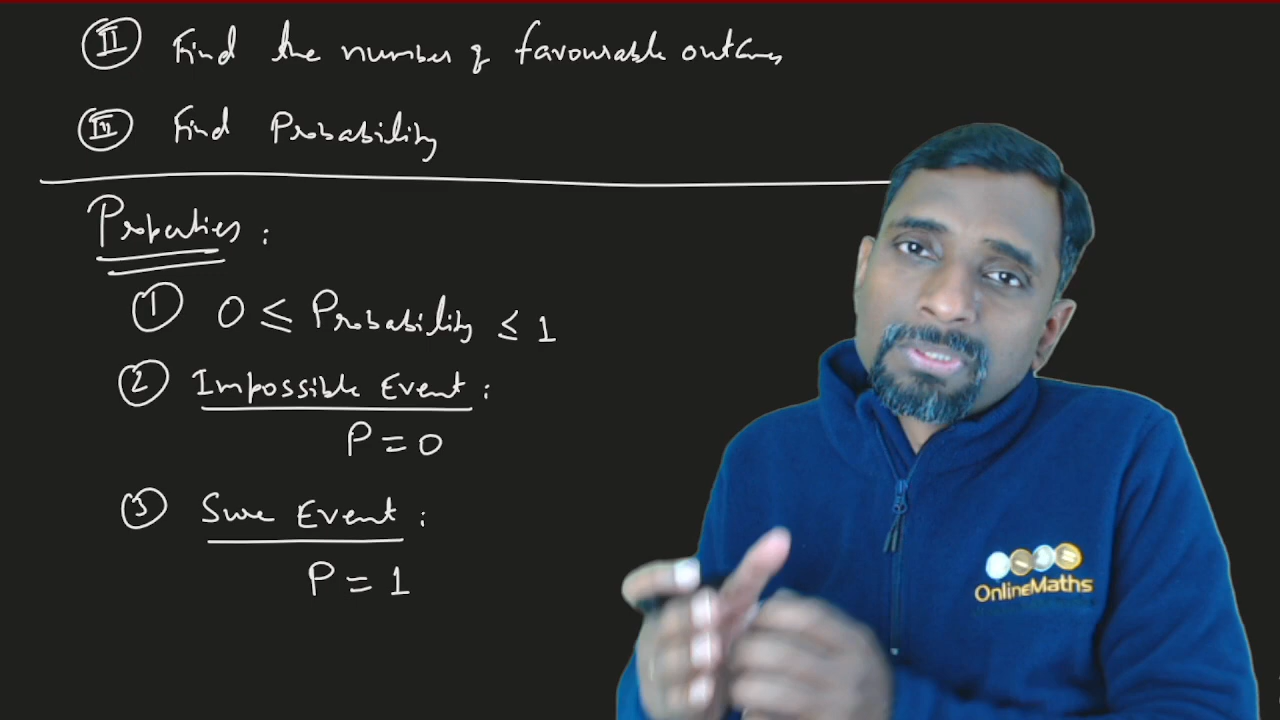 II Find the number of favourable outcomes
III Find Probability
Properties :
1 0 ≤ Probability ≤ 1
2 Impossible Event :
P = 0
3 Sure Event :
P = 1
OnlineMaths